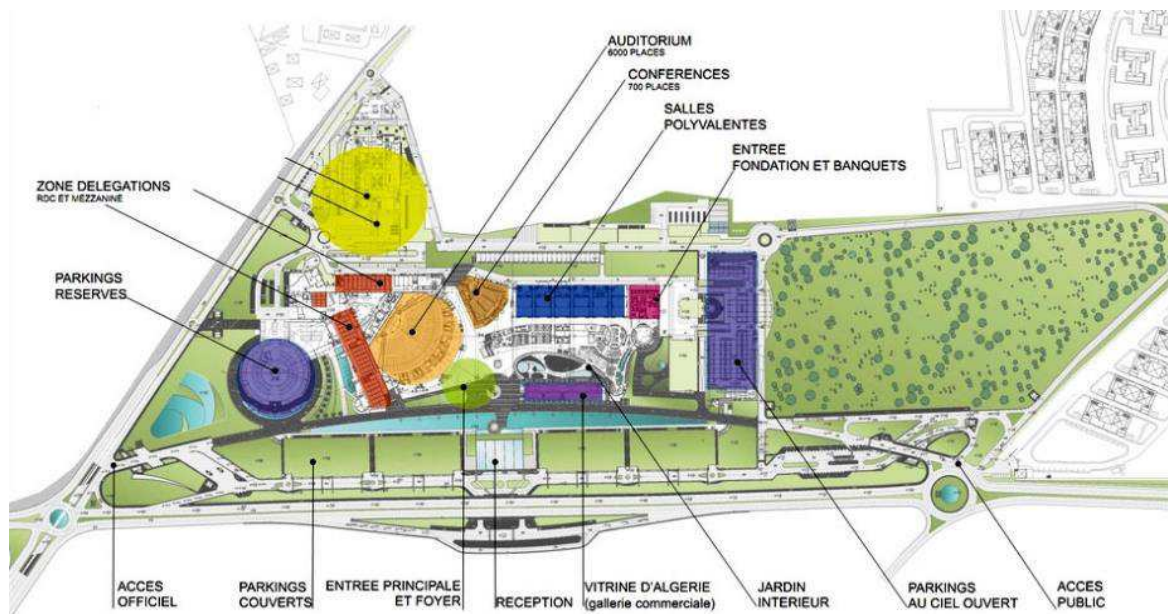 AUDITORIUM
6000 PLACES
CONFERENCES
700 PLACES
SALLES
POLYVALENTES
ENTREE
FONDATION ET BANQUETS
ZONE DELEGATIONS
RDC ET MEZZANINE
PARKINGS
RESERVES
ACCES
OFFICIEL
PARKINGS
COUVERTS
ENTREE PRINCIPALE
ET FOYER
RECEPTION
VITRINE D'ALGERIE
(gallerie commerciale)
JARDIN
INTERIEUR
PARKINGS
AU CIEL OUVERT
ACCES
PUBLIC